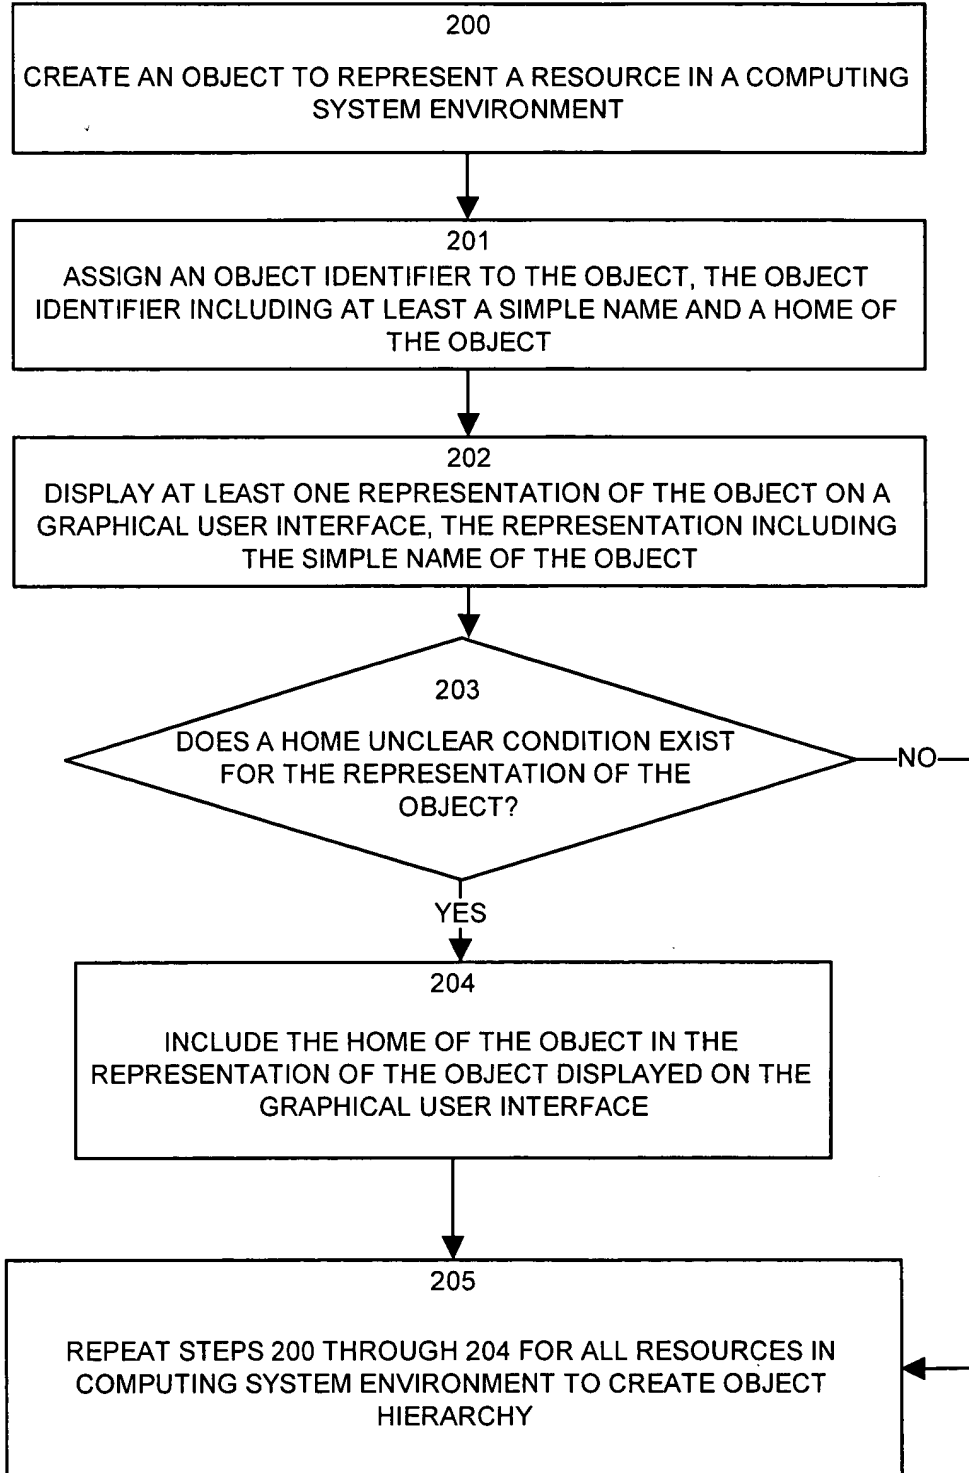 200
CREATE AN OBJECT TO REPRESENT A RESOURCE IN A COMPUTING
SYSTEM ENVIRONMENT
201
ASSIGN AN OBJECT IDENTIFIER TO THE OBJECT, THE OBJECT
IDENTIFIER INCLUDING AT LEAST A SIMPLE NAME AND A HOME OF
THE OBJECT
202
DISPLAY AT LEAST ONE REPRESENTATION OF THE OBJECT ON A
GRAPHICAL USER INTERFACE, THE REPRESENTATION INCLUDING
THE SIMPLE NAME OF THE OBJECT
203
DOES A HOME UNCLEAR CONDITION EXIST
FOR THE REPRESENTATION OF THE
OBJECT?
NO
YES
204
INCLUDE THE HOME OF THE OBJECT IN THE
REPRESENTATION OF THE OBJECT DISPLAYED ON THE
GRAPHICAL USER INTERFACE
205
REPEAT STEPS 200 THROUGH 204 FOR ALL RESOURCES IN
COMPUTING SYSTEM ENVIRONMENT TO CREATE OBJECT
HIERARCHY